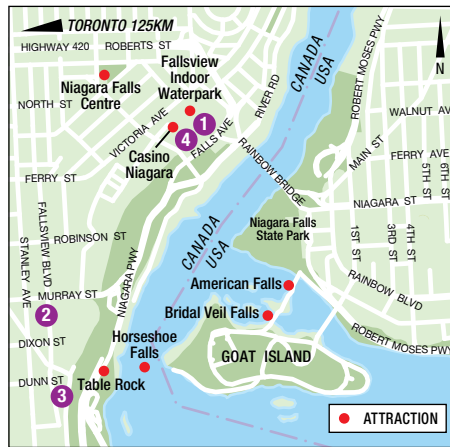 TORONTO 125KM
HIGHWAY 420
ROBERTS ST
Niagara Falls
Centre
Fallsview
Indoor
Waterpark
NORTH ST
VICTORIA AVE
1
4
FALLS AVE
RIVER RD
Casino
Niagara
CANADA
USA
ROBERT MOSES PWY
N
WALNUT AVE
MAIN ST
FERRY AVE
RAINBOW BRIDGE
NIAGARA ST
5TH ST
6TH ST
1ST ST
3RD ST
4TH ST
FERRY ST
STANLEY AVE
FALLSVIEW BLVD
ROBINSON ST
NIAGARA PWY
CANADA
USA
Niagara Falls
State Park
RAINBOW BLVD
ROBERT MOSES PWY
American Falls
Bridal Veil Falls
MURRAY ST
2
DIXON ST
Horseshoe
Falls
GOAT ISLAND
DUNN ST
3
Table Rock
ATTRACTION